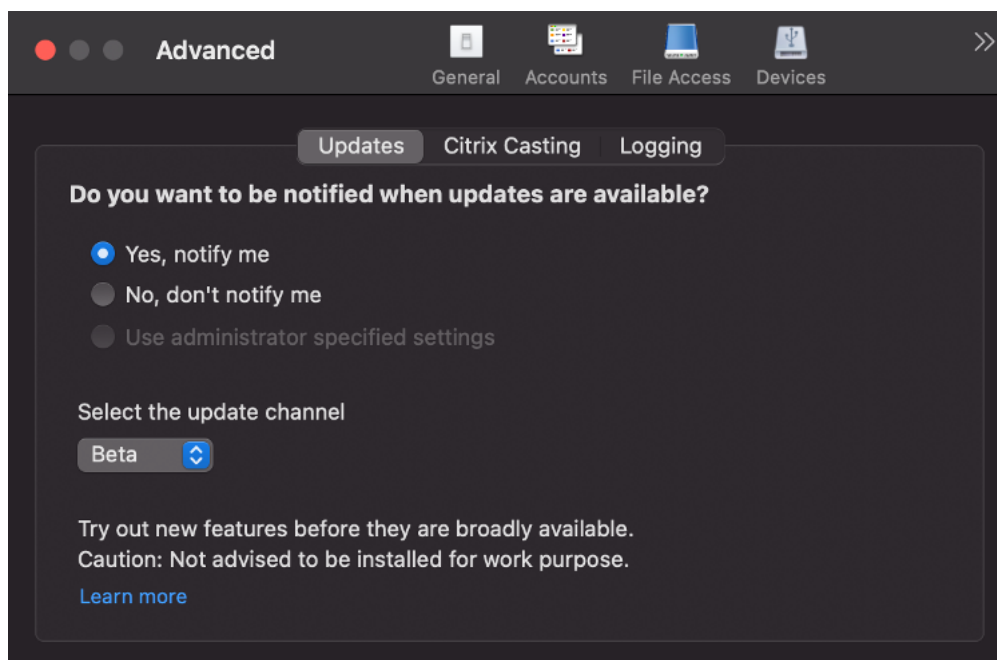 Advanced
General Accounts File Access Devices
Updates Citrix Casting Logging
Do you want to be notified when updates are available?
Yes, notify me
No, don't notify me
Use administrator specified settings
Select the update channel
Beta
Try out new features before they are broadly available.
Caution: Not advised to be installed for work purpose.
Learn more